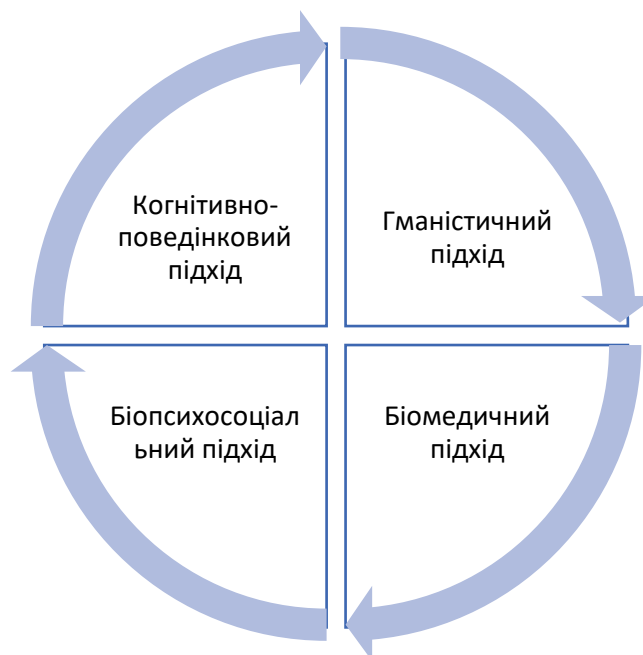 Когнітивно-
поведінковий
підхід
Гманістичний
підхід
Біопсихосоціал
ьний підхід
Біомедичний
підхід